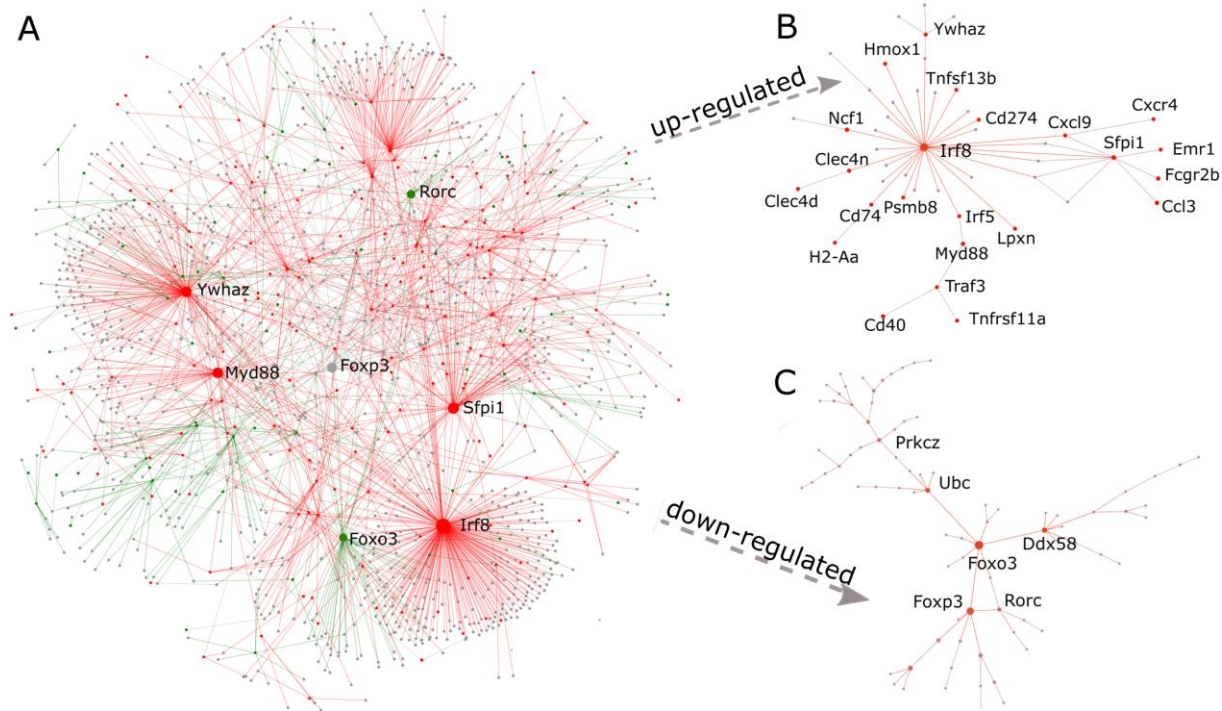 A
Rorc
Ywhaz
Foxp3
Myd88
Sfpi1
Irf8
Foxo3
up-regulated
down-regulated
B
Ywhaz
Hmox1
Tnfsf13b
Cxcr4
Ncf1
Cd274
Cxcl9
Sfpi1
Irf8
Emr1
Clec4n
Fcgr2b
Clec4d
Ccl3
Cd74
Psmb8
Irf5
Lpxn
H2-Aa
Myd88
Traf3
Cd40
Tnfrsf11a
C
Prkcz
Ubc
Ddx58
Foxo3
Foxp3
Rorc